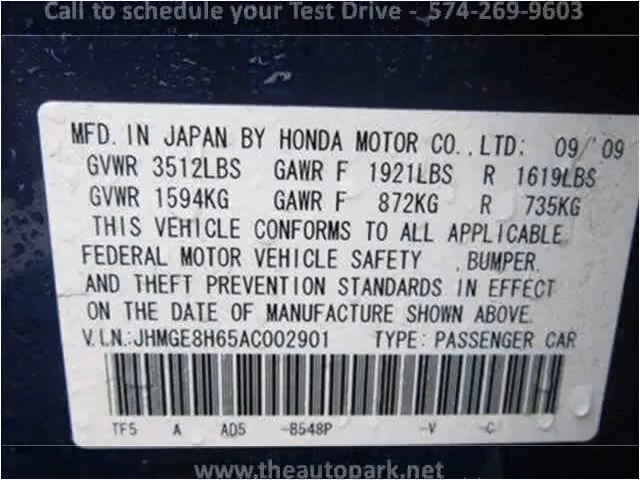 Call to schedule your Test Drive - 574-269-9603
MFD. IN JAPAN BY HONDA MOTOR CO., LTD: 09/'09
GVWR 3512LBS GAWR F 1921LBS R 1619LBS
GVWR 1594KG GAWR F 872KG R 735KG
THIS VEHICLE CONFORMS TO ALL APPLICABLE
FEDERAL MOTOR VEHICLE SAFETY , BUMPER,
AND THEFT PREVENTION STANDARDS IN EFFECT
ON THE DATE OF MANUFACTURE SHOWN ABOVE.
V.I.N.:JHMGE8H65AC002901 TYPE: PASSENGER CAR
TF5 A AD5 -B548P -V -C
www.theautopark.net